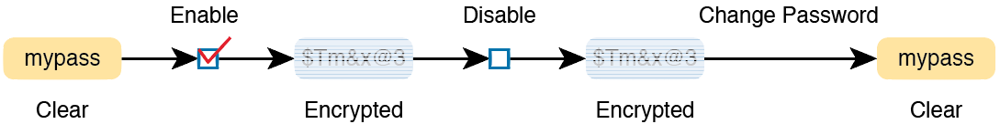 Enable Disable Change Password
mypass $Tm&x@3 $Tm&x@3 mypass
Clear Encrypted Encrypted Clear